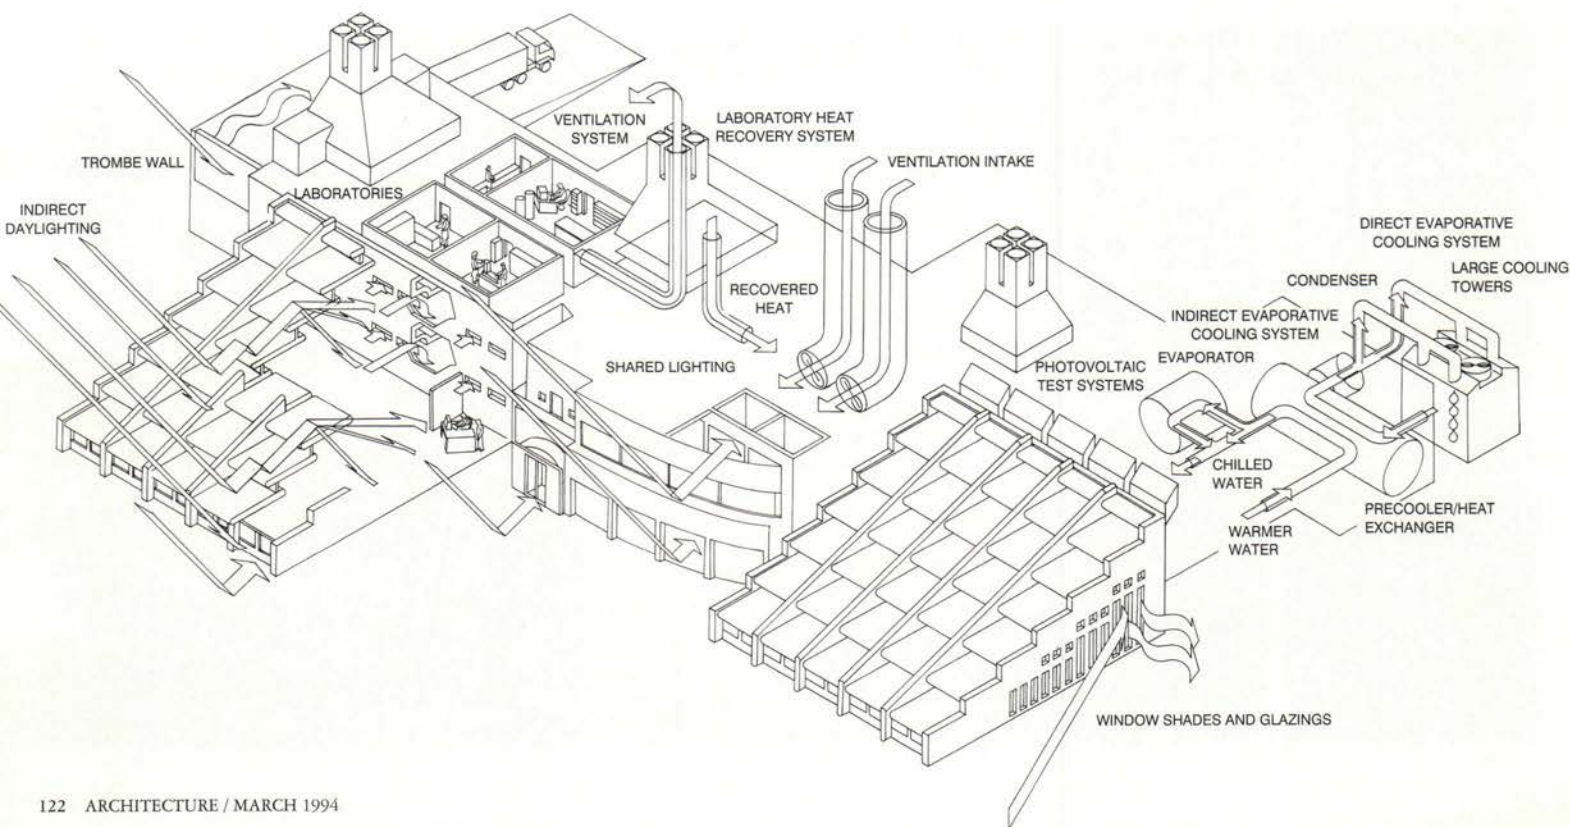 VENTILATION
SYSTEM
LABORATORY HEAT
RECOVERY SYSTEM
TROMBE WALL
VENTILATION INTAKE
LABORATORIES
INDIRECT
DAYLIGHTING
DIRECT EVAPORATIVE
COOLING SYSTEM
CONDENSER
LARGE COOLING
TOWERS
RECOVERED
HEAT
INDIRECT EVAPORATIVE
COOLING SYSTEM
SHARED LIGHTING
PHOTOVOLTAIC
TEST SYSTEMS
EVAPORATOR
CHILLED
WATER
PRECOOLER/HEAT
EXCHANGER
WARMER
WATER
WINDOW SHADES AND GLAZINGS
122 ARCHITECTURE / MARCH 1994